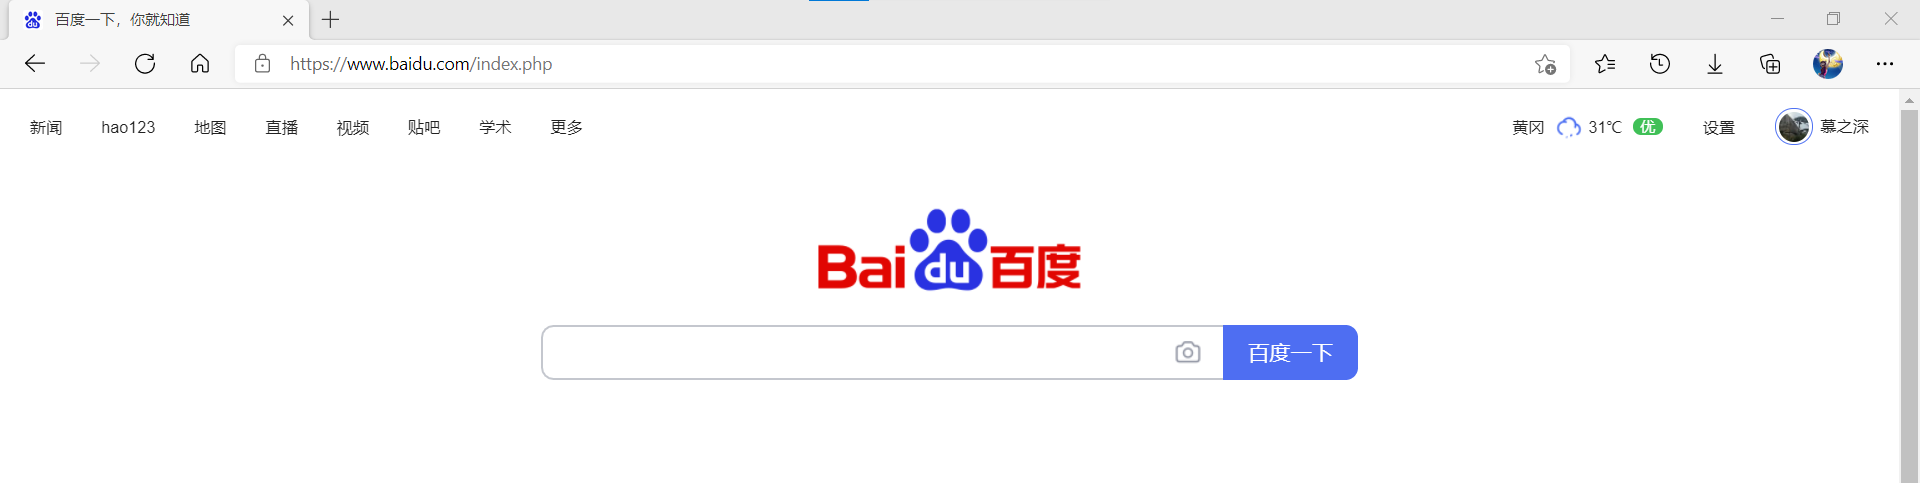 百度一下，你就知道
https://www.baidu.com/index.php
新闻 hao123 地图 直播 视频 贴吧 学术 更多 黄冈 31℃ 优 设置 慕之深
Bai du 百度
百度一下